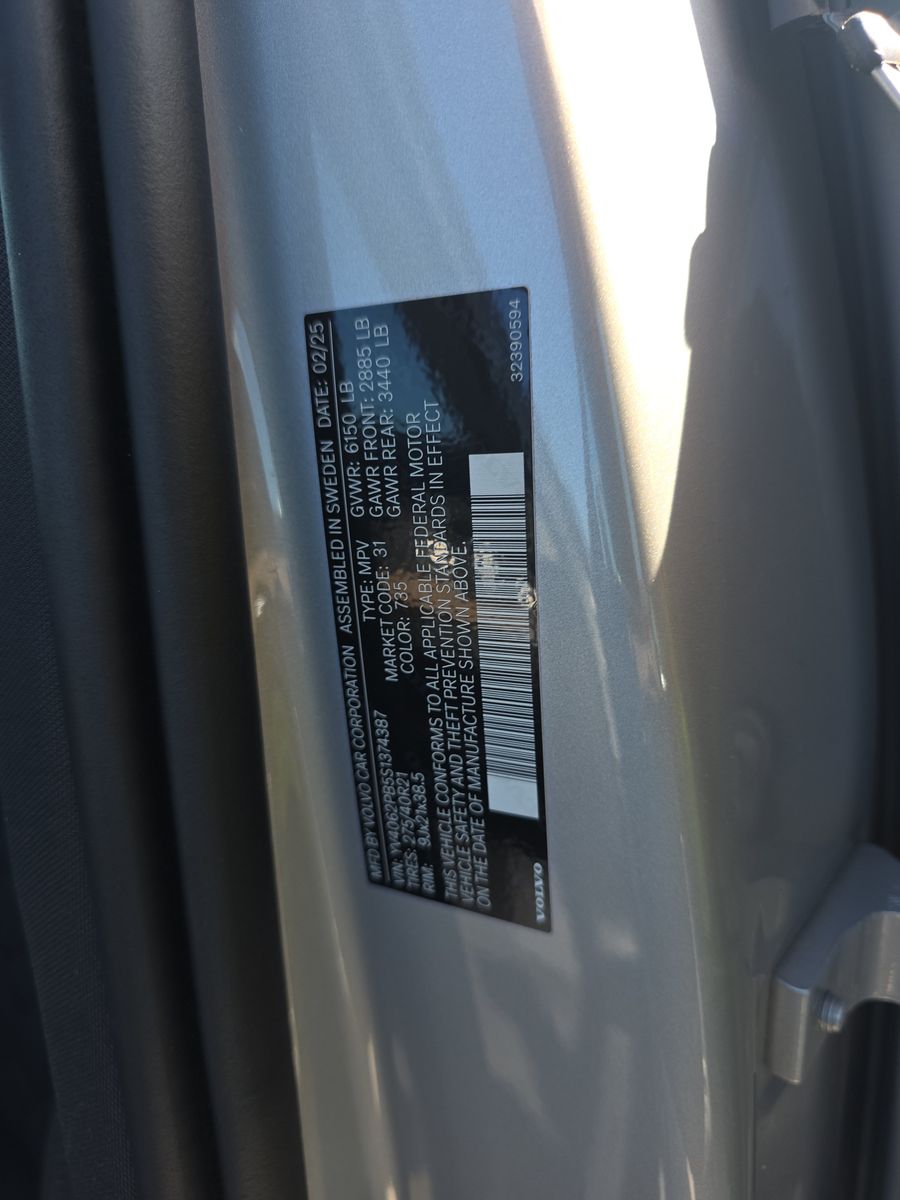 MFD BY VOLVO CAR CORPORATION ASSEMBLED IN SWEDEN DATE: 02/25
VIN: YV4062PB5S1374387 TYPE: MPV GVWR: 6150 LB
TIRES: 275/40R21 MARKET CODE: 31 GAWR FRONT: 2885 LB
RIM: 9Jx21x38.5 COLOR: 735 GAWR REAR: 3440 LB
THIS VEHICLE CONFORMS TO ALL APPLICABLE FEDERAL MOTOR
VEHICLE SAFETY AND THEFT PREVENTION STANDARDS IN EFFECT
ON THE DATE OF MANUFACTURE SHOWN ABOVE.
VOLVO 32390594